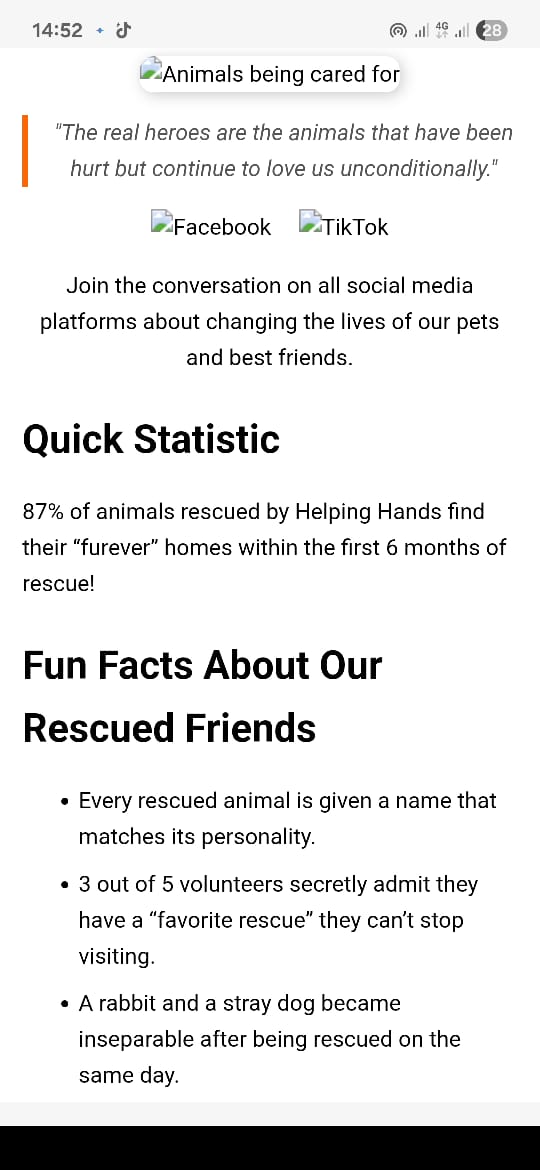 14:52
4G
28
Animals being cared for
"The real heroes are the animals that have been
hurt but continue to love us unconditionally."
Facebook TikTok
Join the conversation on all social media
platforms about changing the lives of our pets
and best friends.
Quick Statistic
87% of animals rescued by Helping Hands find
their “furever” homes within the first 6 months of
rescue!
Fun Facts About Our
Rescued Friends
• Every rescued animal is given a name that
matches its personality.
• 3 out of 5 volunteers secretly admit they
have a “favorite rescue” they can’t stop
visiting.
• A rabbit and a stray dog became
inseparable after being rescued on the
same day.